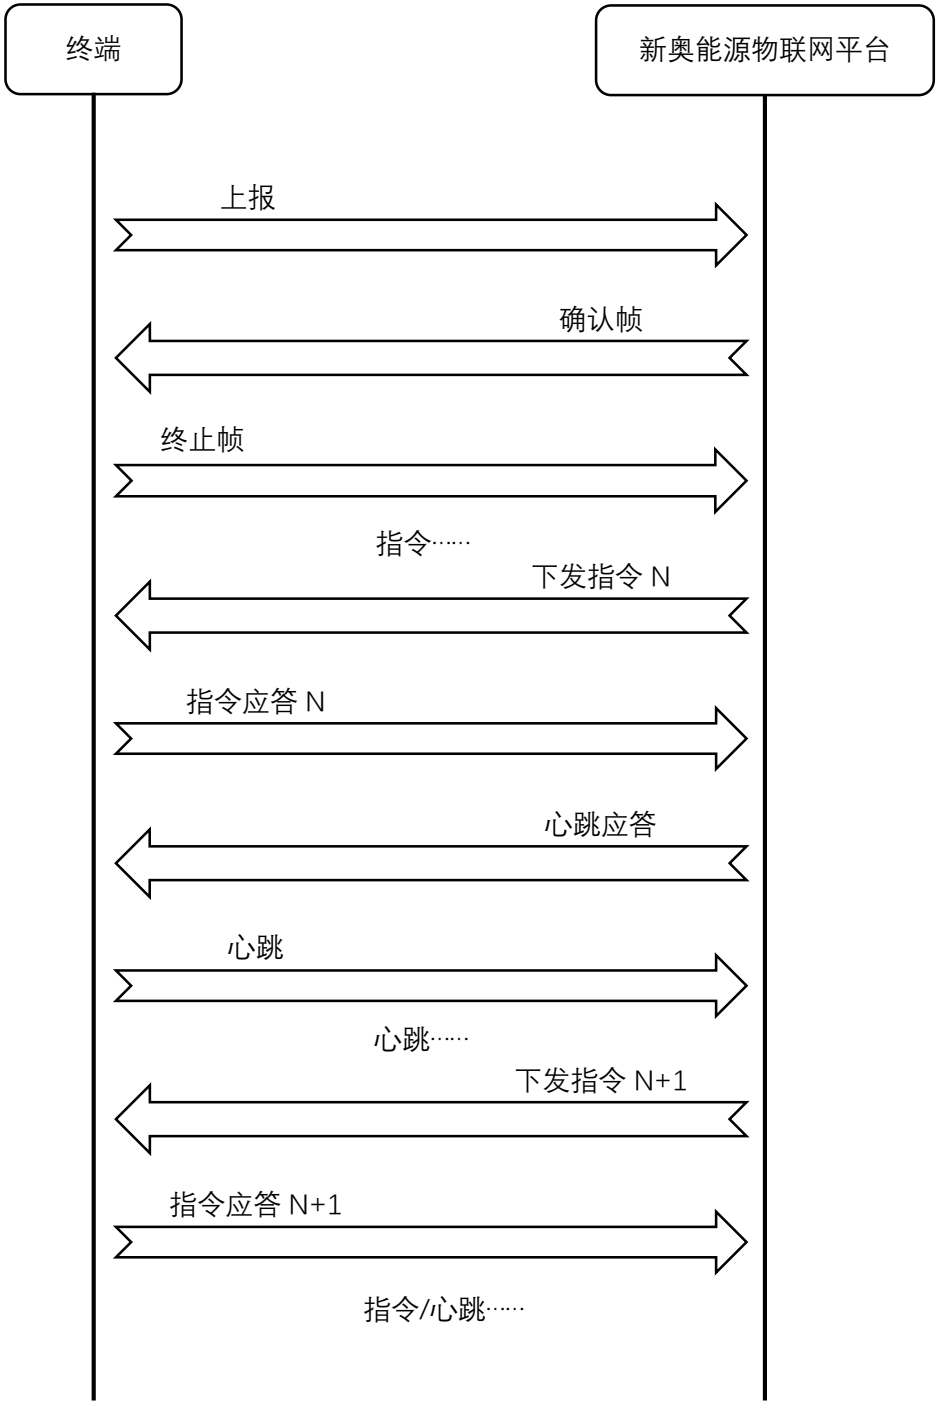 终端
新奥能源物联网平台
上报
确认帧
终止帧
指令……
下发指令 N
指令应答 N
心跳应答
心跳
心跳……
下发指令 N+1
指令应答 N+1
指令/心跳……